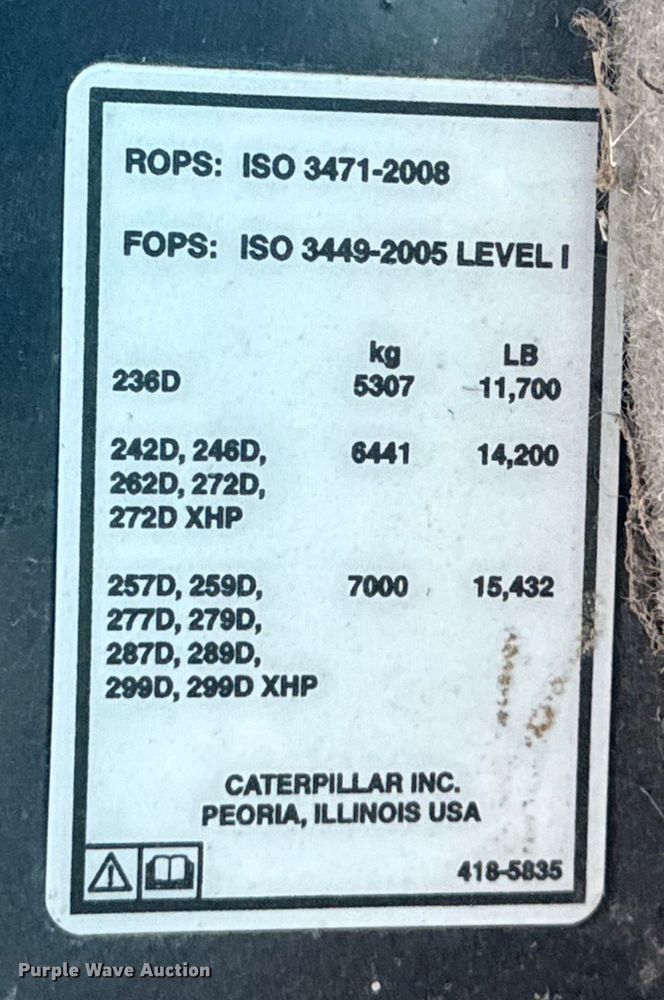 ROPS: ISO 3471-2008
FOPS: ISO 3449-2005 LEVEL I
kg LB
236D 5307 11,700
242D, 246D, 6441 14,200
262D, 272D,
272D XHP
257D, 259D, 7000 15,432
277D, 279D,
287D, 289D,
299D, 299D XHP
CATERPILLAR INC.
PEORIA, ILLINOIS USA
418-5835
Purple Wave Auction